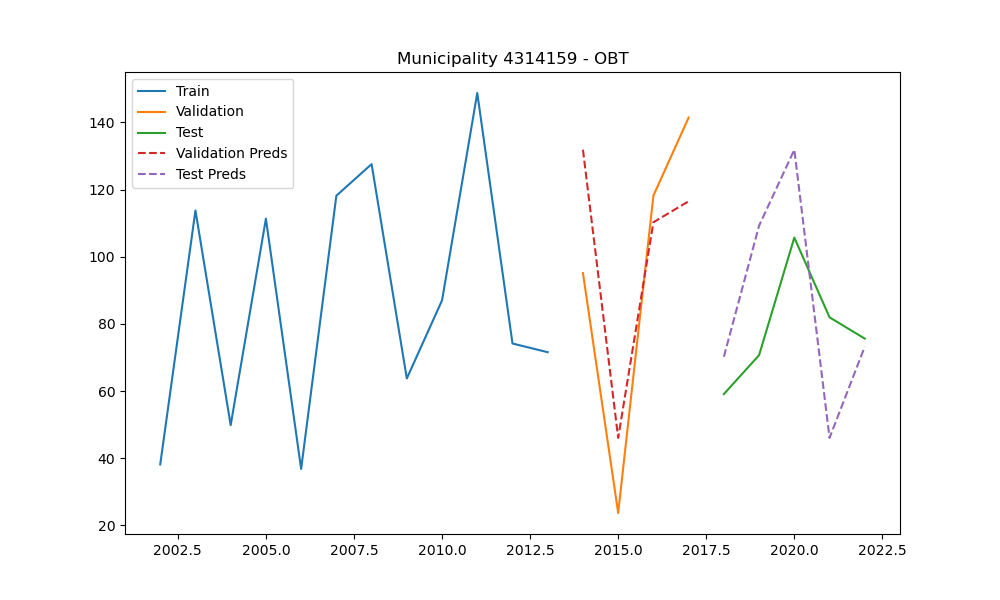 Municipality 4314159 - OBT
Train
Validation
Test
Validation Preds
Test Preds
140
120
100
80
60
40
20
2002.5 2005.0 2007.5 2010.0 2012.5 2015.0 2017.5 2020.0 2022.5